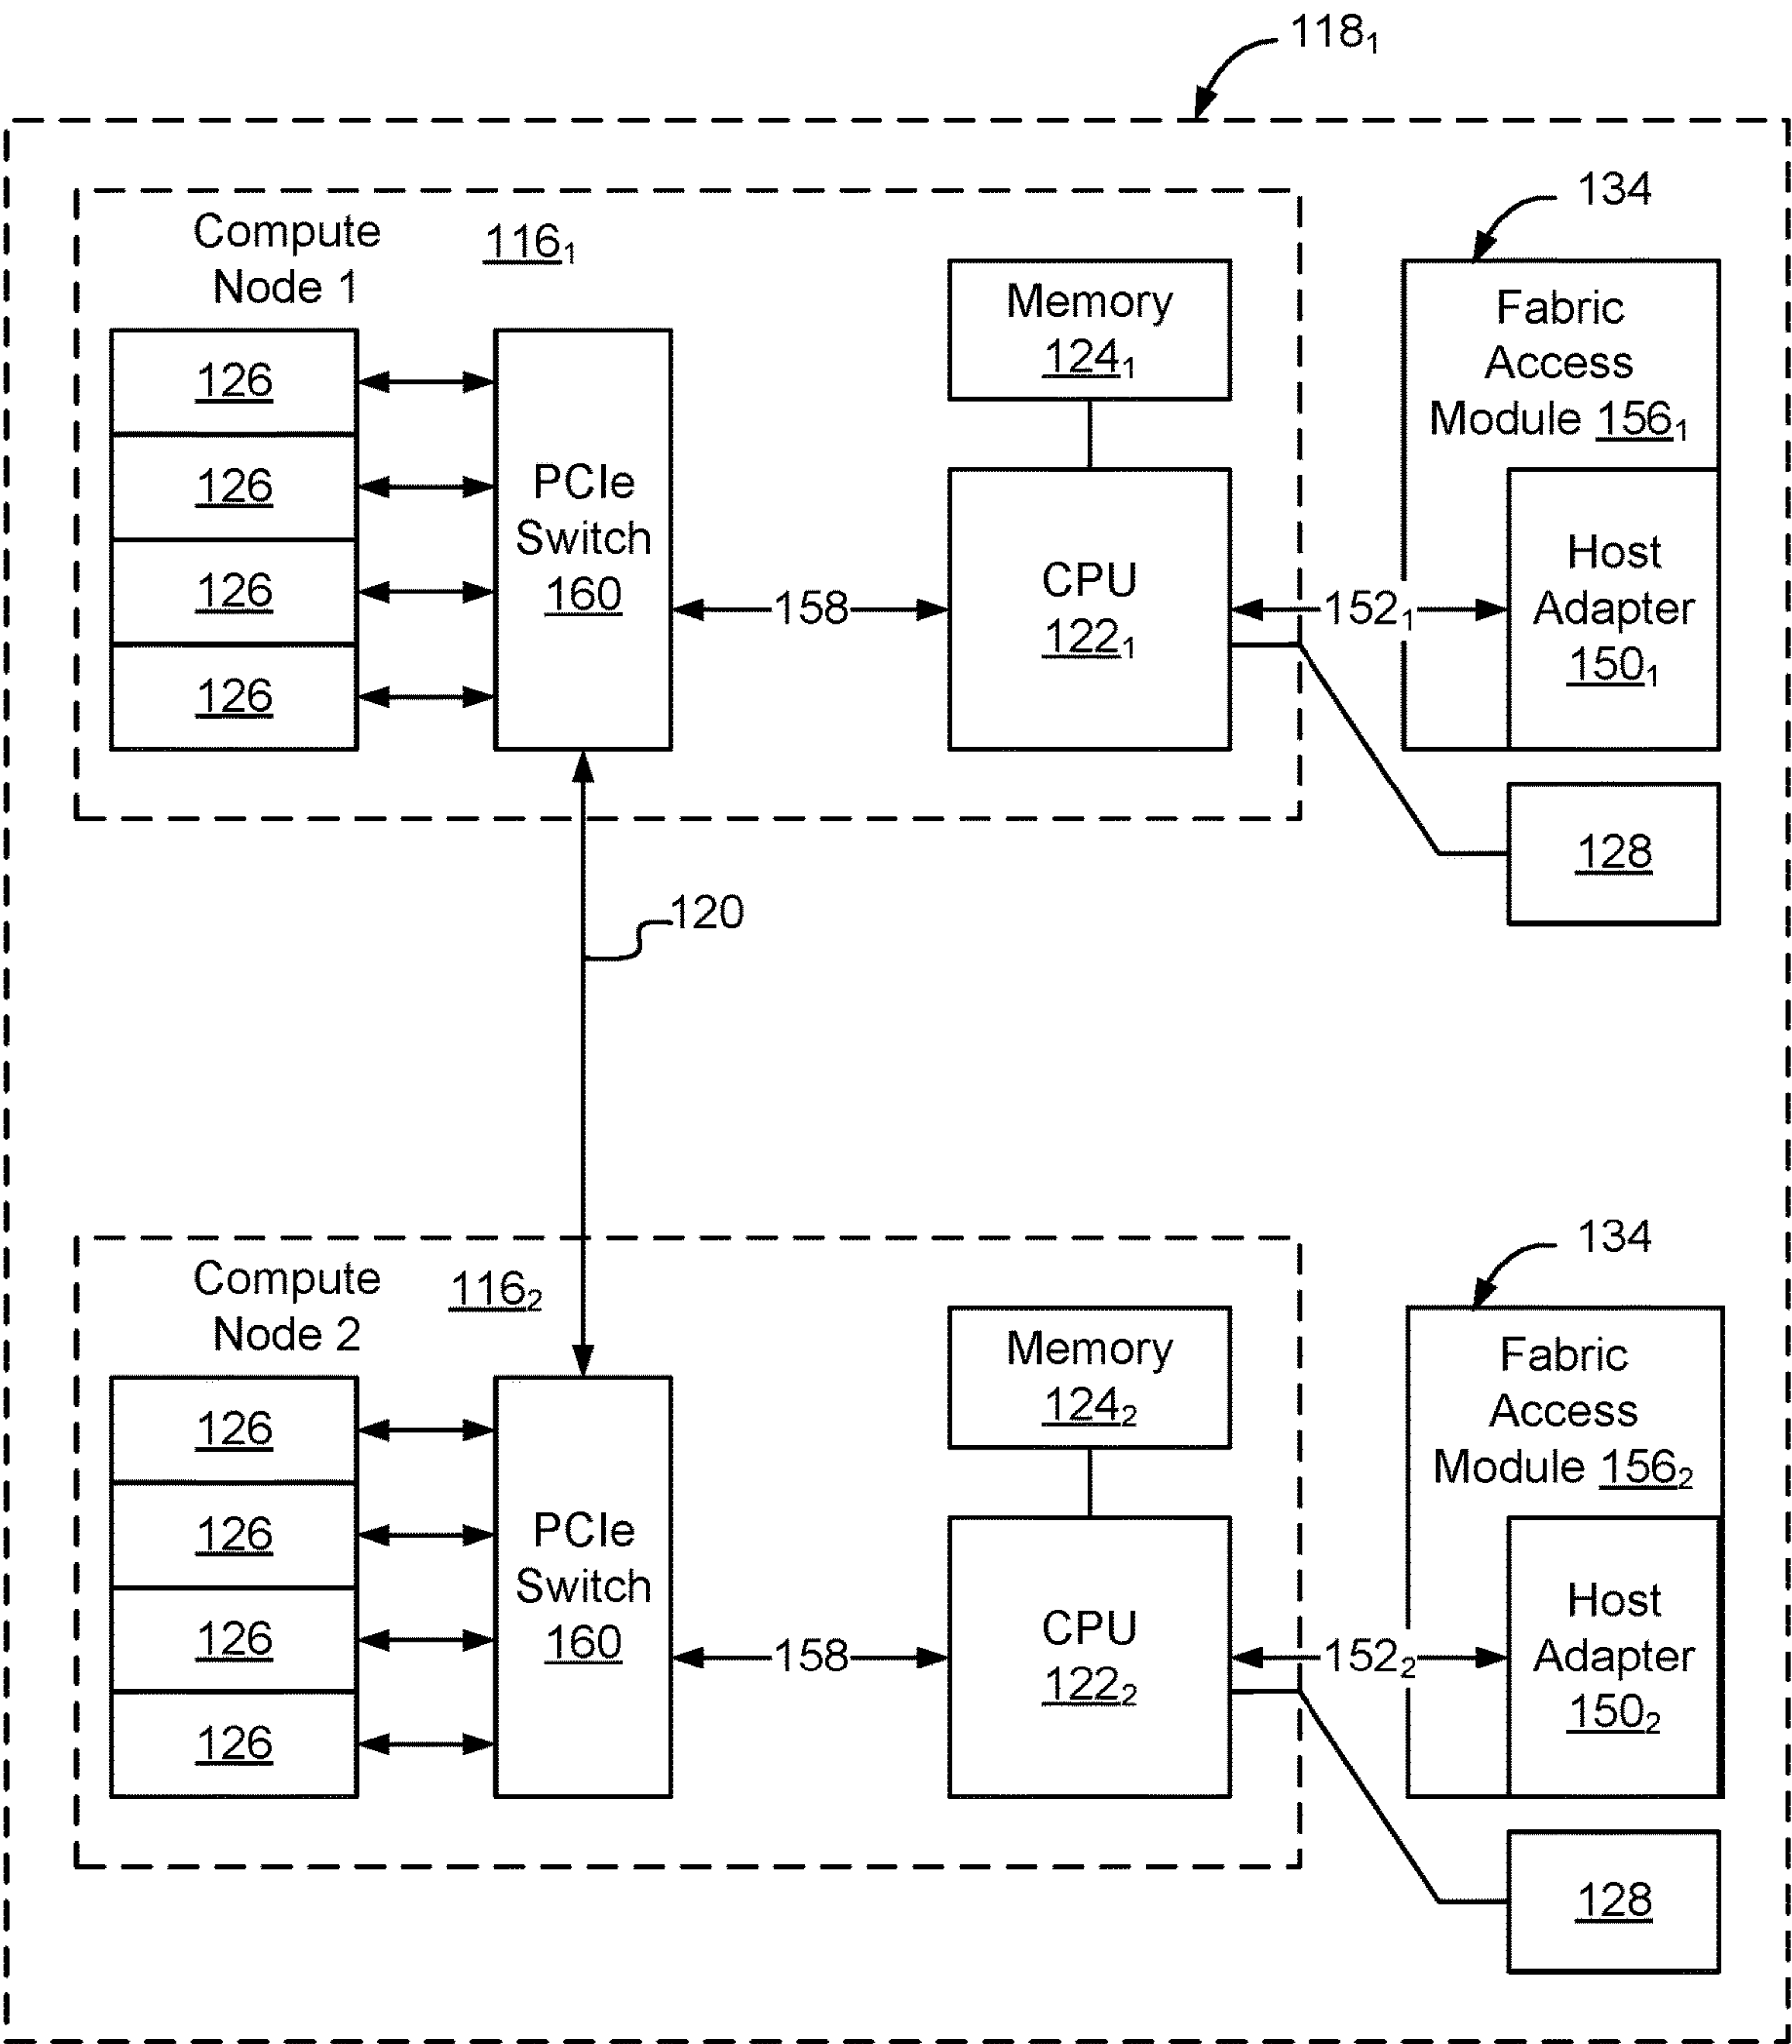 118₁
134
Compute
Node 1
116₁
Memory
124₁
Fabric
Access
Module 156₁
126
126
126
126
PCIe
Switch
160
158
CPU
122₁
152₁
Host
Adapter
150₁
128
120
134
Compute
Node 2
116₂
Memory
124₂
Fabric
Access
Module 156₂
126
126
126
126
PCIe
Switch
160
158
CPU
122₂
152₂
Host
Adapter
150₂
128